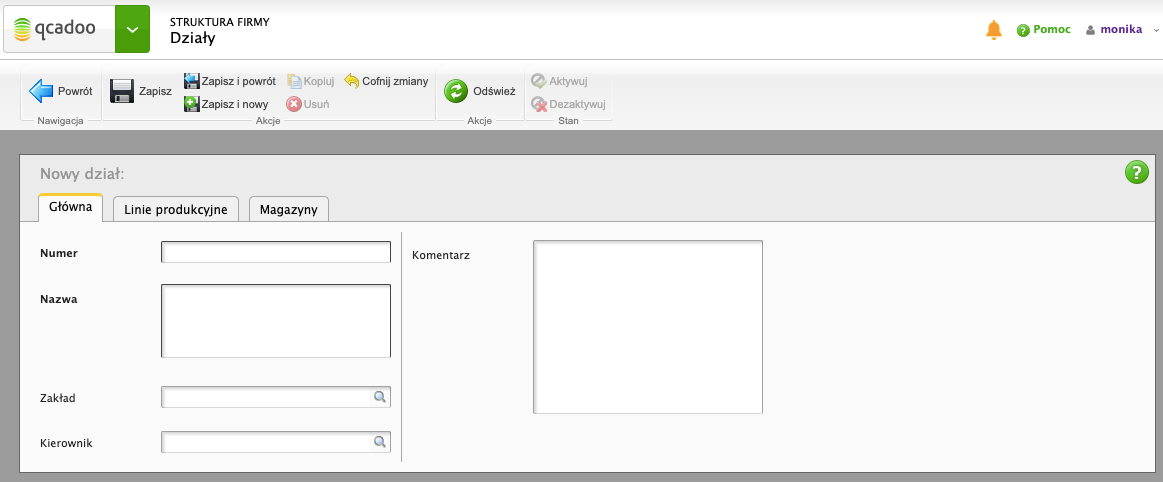 qcadoo
STRUKTURA FIRMY
Działy
Pomoc
monika
Powrót
Nawigacja
Zapisz
Zapisz i powrót
Kopiuj
Cofnij zmiany
Zapisz i nowy
Usuń
Akcje
Odśwież
Akcje
Aktywuj
Dezaktywuj
Stan
Nowy dział:
?
Główna
Linie produkcyjne
Magazyny
Numer
Komentarz
Nazwa
Zakład
Kierownik